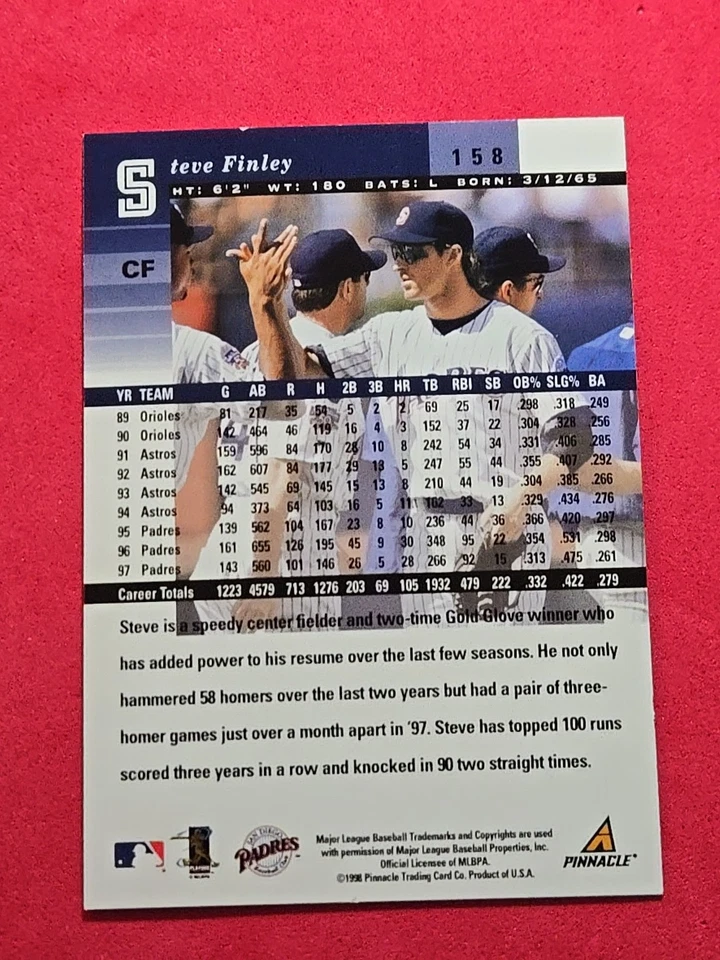 158
Steve Finley
HT: 6'2" WT: 180 BATS: L BORN: 3/12/65
CF
YR TEAM G AB R H 2B 3B HR TB RBI SB OB% SLG% BA
89 Orioles 81 217 35 54 5 2 2 69 25 17 .298 .318 .249
90 Orioles 142 464 46 119 16 4 3 152 37 22 .304 .328 .256
91 Astros 159 596 84 170 28 10 8 242 54 34 .331 .406 .285
92 Astros 162 607 84 177 29 13 5 247 55 44 .355 .407 .292
93 Astros 142 545 69 145 15 13 8 210 44 19 .304 .385 .266
94 Astros 94 373 64 103 16 5 11 162 33 13 .329 .434 .276
95 Padres 139 562 104 167 23 8 10 236 44 36 .366 .420 .297
96 Padres 161 655 126 195 45 9 30 348 95 22 .354 .531 .298
97 Padres 143 560 101 146 26 5 28 266 92 15 .313 .475 .261
Career Totals 1223 4579 713 1276 203 69 105 1932 479 222 .332 .422 .279
Steve is a speedy center fielder and two-time Gold Glove winner who
has added power to his resume over the last few seasons. He not only
hammered 58 homers over the last two years but had a pair of three-
homer games just over a month apart in '97. Steve has topped 100 runs
scored three years in a row and knocked in 90 two straight times.
SAN DIEGO
PADRES
Baseball Club
PLAYERS
Major League Baseball Trademarks and Copyrights are used
with permission of Major League Baseball Properties, Inc.
Official Licensee of MLBPA.
©1998 Pinnacle Trading Card Co. Product of U.S.A.
PINNACLE